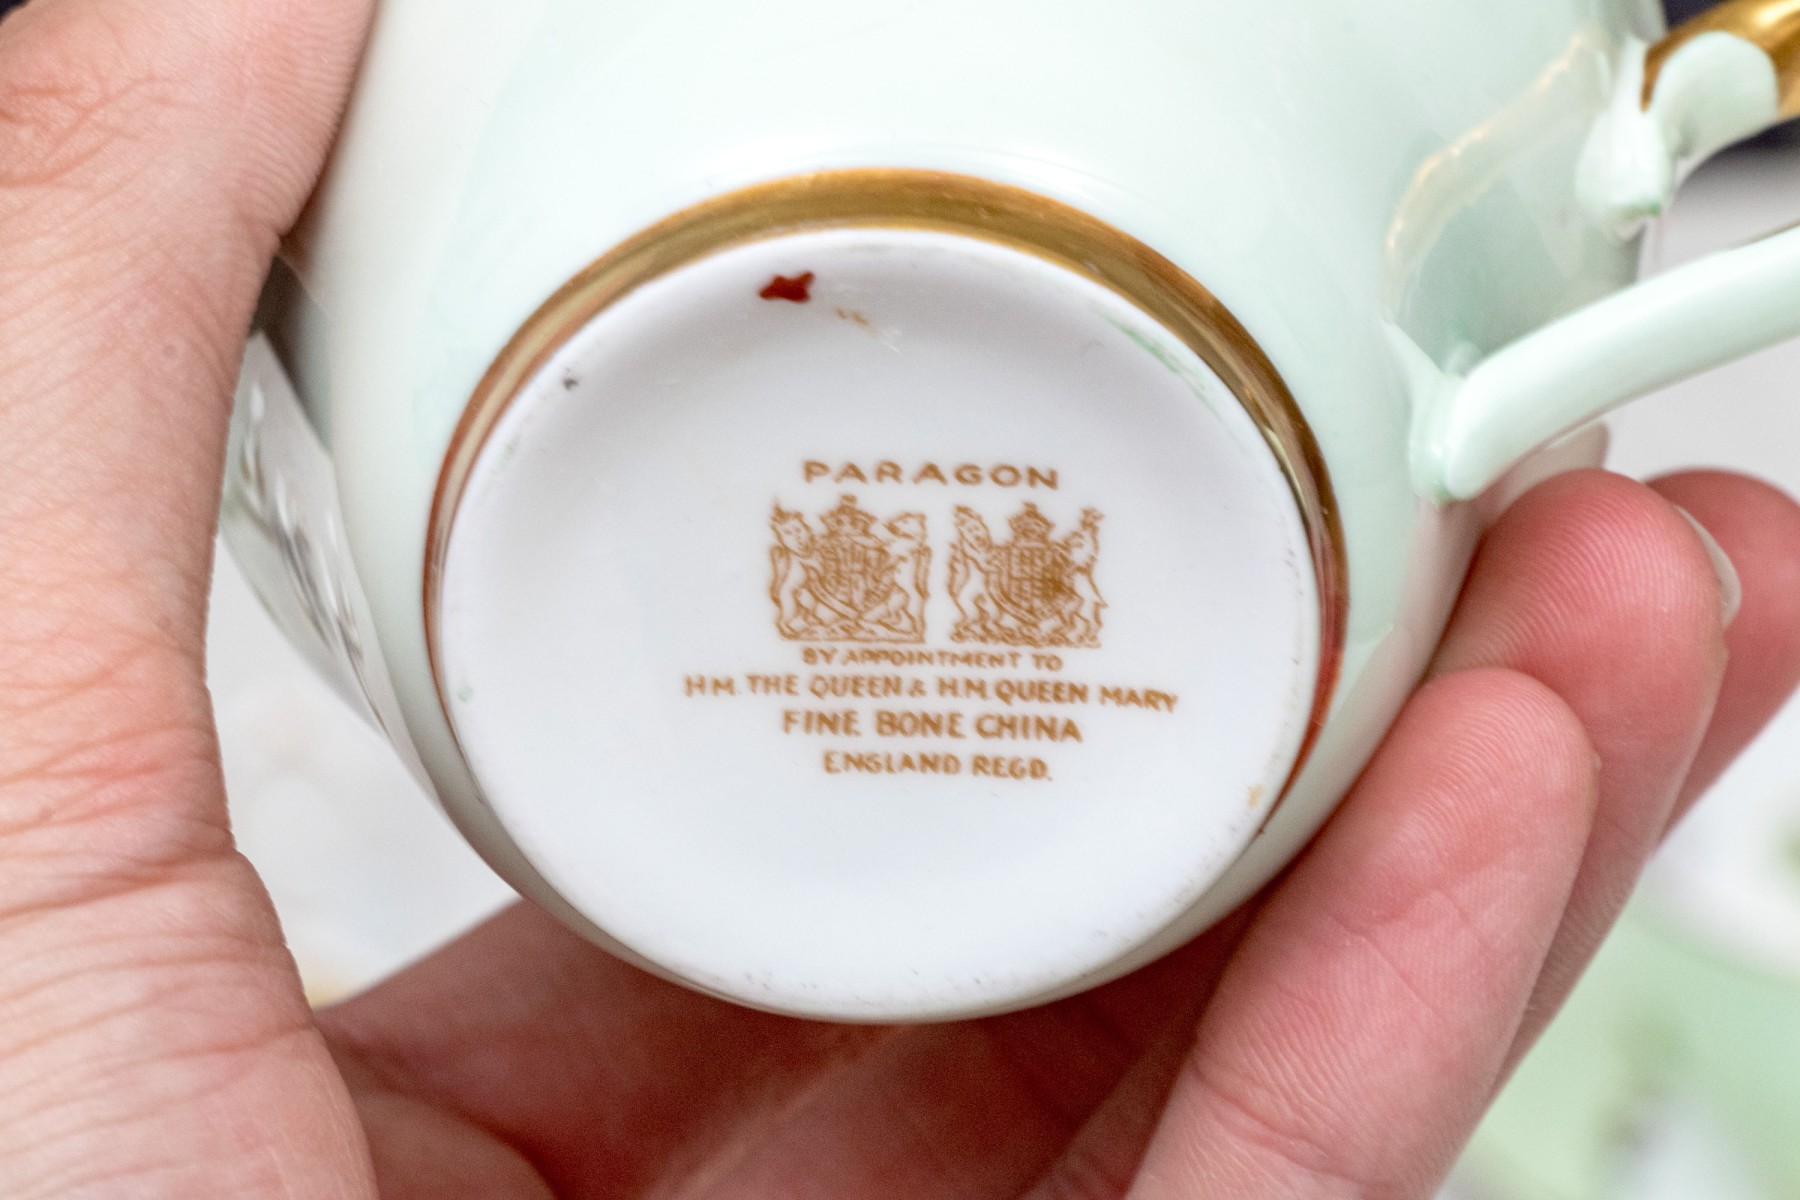 PARAGON
BY APPOINTMENT TO
H.M. THE QUEEN & H.M. QUEEN MARY
FINE BONE CHINA
ENGLAND REGD.